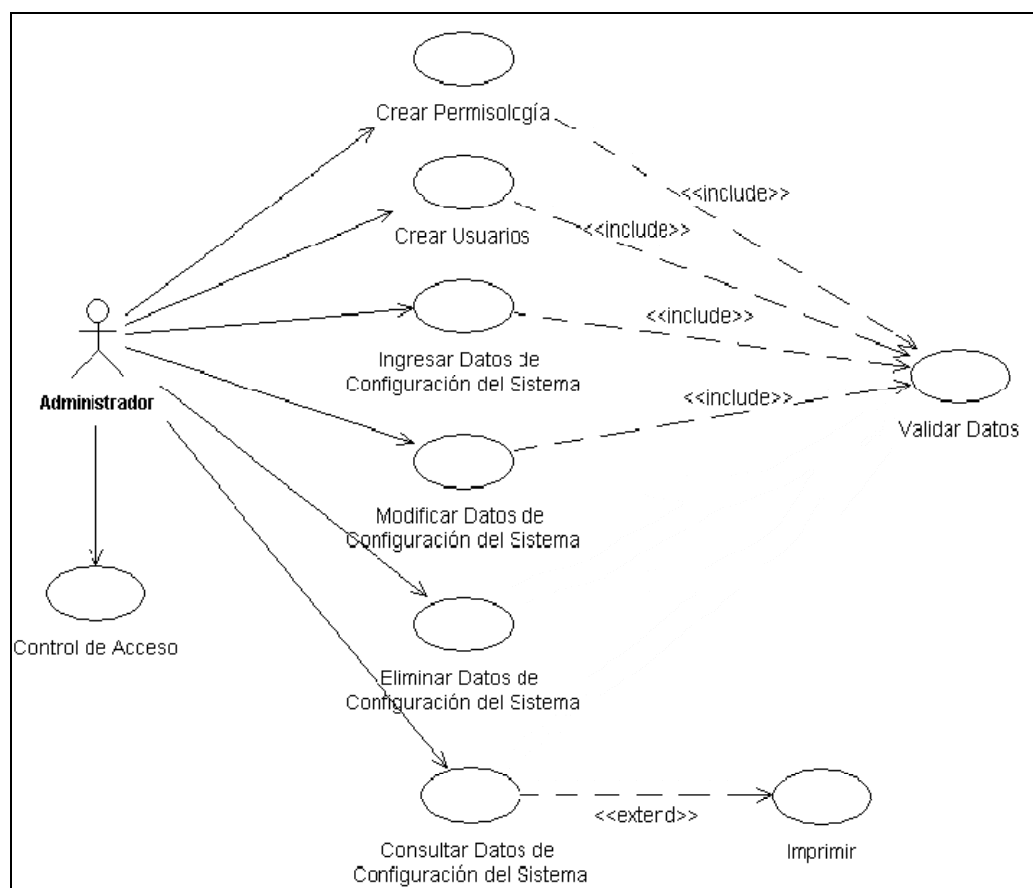 Crear Permisología
<<include>>
Crear Usuarios
<<include>>
<<include>>
Ingresar Datos de
Configuración del Sistema
Administrador
<<include>>
Validar Datos
Modificar Datos de
Configuración del Sistema
Control de Acceso
Eliminar Datos de
Configuración del Sistema
<<extend>>
Consultar Datos de
Configuración del Sistema
Imprimir